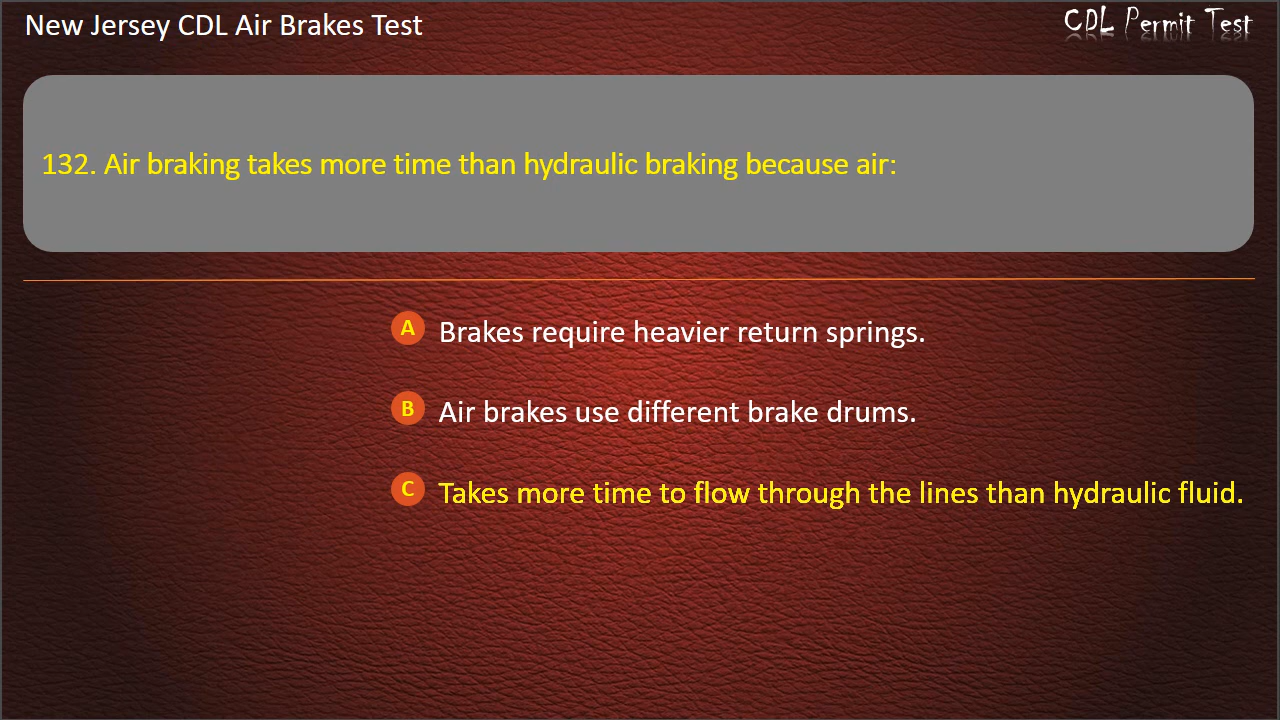 New Jersey CDL Air Brakes Test
CDL Permit Test
132. Air braking takes more time than hydraulic braking because air:
A Brakes require heavier return springs.
B Air brakes use different brake drums.
C Takes more time to flow through the lines than hydraulic fluid.